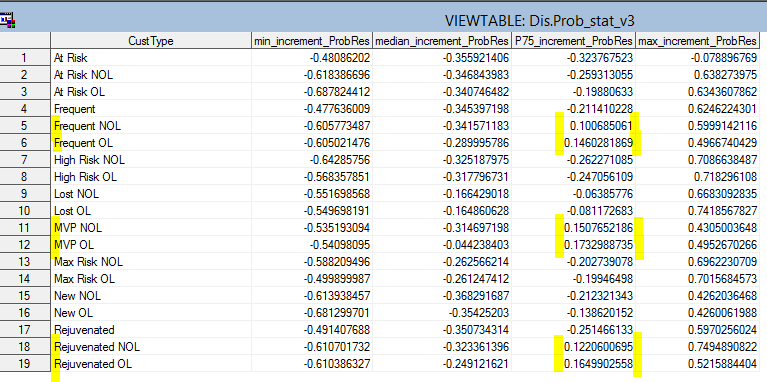 VIEWTABLE: Dis.Prob_stat_v3
CustType min_increment_ProbRes median_increment_ProbRes P75_increment_ProbRes max_increment_ProbRes
1 At Risk -0.48086202 -0.355921406 -0.323767523 -0.078896769
2 At Risk NOL -0.618386696 -0.346843983 -0.259313055 0.638273975
3 At Risk OL -0.687824412 -0.340746482 -0.19880633 0.6343607862
4 Frequent -0.477636009 -0.345397198 -0.211410228 0.6246224301
5 Frequent NOL -0.605773487 -0.341571183 0.100685061 0.5999142116
6 Frequent OL -0.605021476 -0.289995786 0.1460281869 0.4966740429
7 High Risk NOL -0.64285756 -0.325187975 -0.262271085 0.7086638487
8 High Risk OL -0.568357851 -0.317796731 -0.247056109 0.718296108
9 Lost NOL -0.551698568 -0.166429018 -0.06385776 0.6683092835
10 Lost OL -0.549698191 -0.164860628 -0.081172683 0.7418567827
11 MVP NOL -0.535193094 -0.314697198 0.1507652186 0.4305003648
12 MVP OL -0.54098095 -0.044238403 0.1732988735 0.4952670266
13 Max Risk NOL -0.588209496 -0.262566214 -0.202739078 0.6962230709
14 Max Risk OL -0.499899987 -0.261247412 -0.19946498 0.7015684573
15 New NOL -0.613938457 -0.368291687 -0.212321343 0.4262036468
16 New OL -0.681299701 -0.35425203 -0.138620152 0.4260061988
17 Rejuvenated -0.491407688 -0.350734314 -0.251466133 0.5970256024
18 Rejuvenated NOL -0.610701732 -0.323361396 0.1220600695 0.7494890822
19 Rejuvenated OL -0.610386327 -0.249121621 0.1649902558 0.5215884404